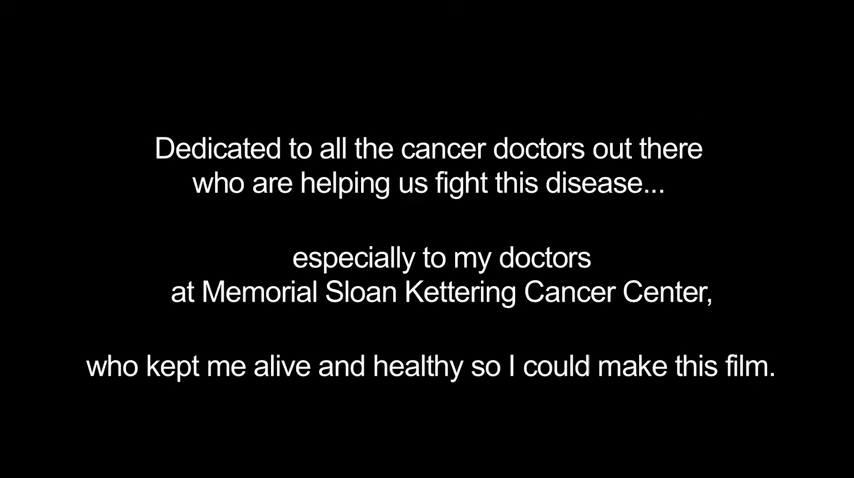 Dedicated to all the cancer doctors out there
who are helping us fight this disease...
especially to my doctors
at Memorial Sloan Kettering Cancer Center,
who kept me alive and healthy so I could make this film.